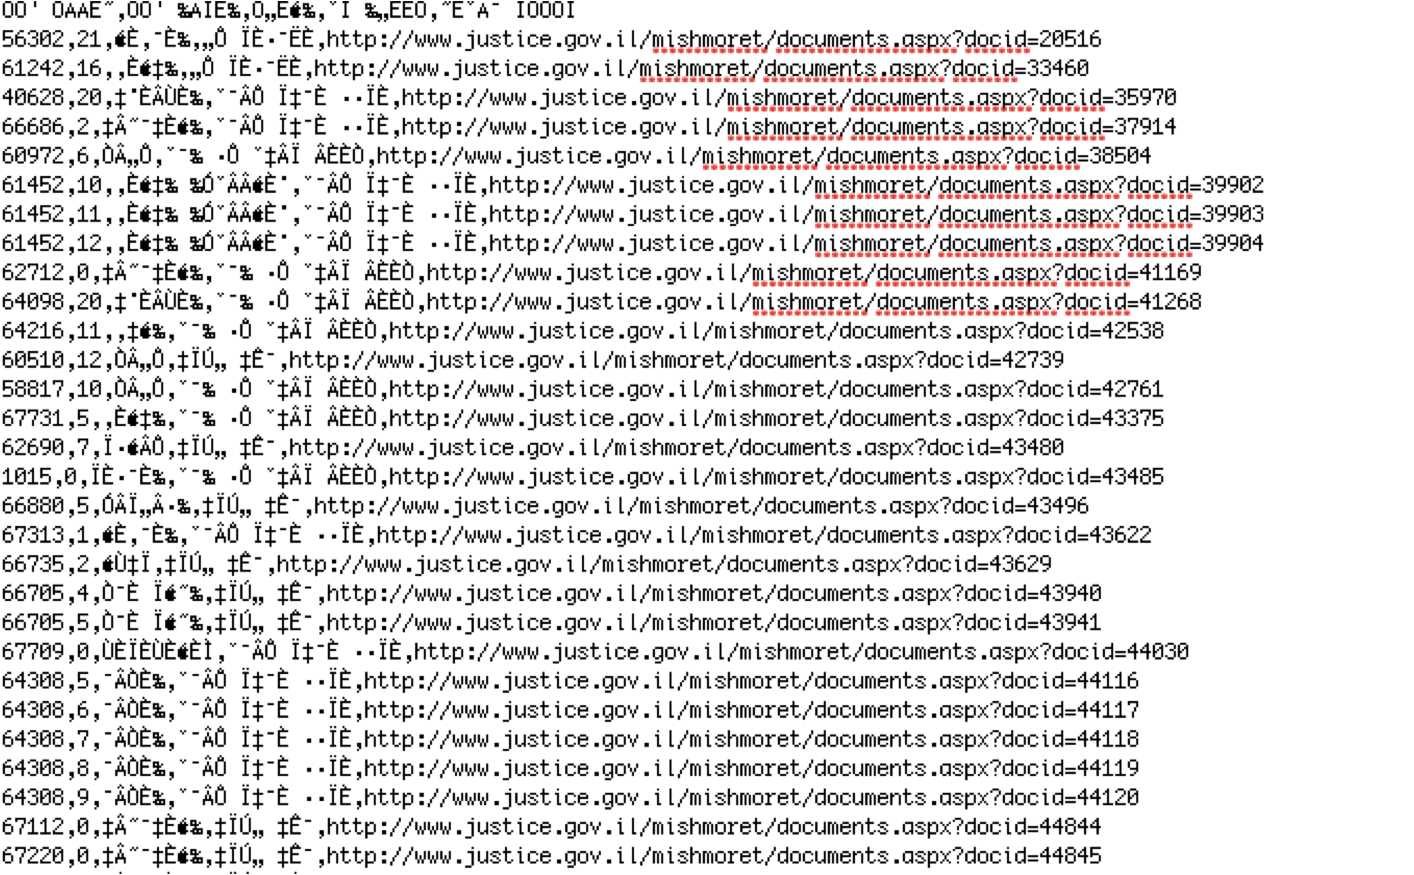 56302,21,È,¯È‰,„„Ô ÏÈ·¯ËÈ,http://www.justice.gov.il/mishmoret/documents.aspx?docid=20516
61242,16,,È‡‰,„„Ô ÏÈ·¯ËÈ,http://www.justice.gov.il/mishmoret/documents.aspx?docid=33460
40628,20,‡˙ÈÂÙÈ‰,ˇ¯ÂÔ Ï‡¯È ··ÏÈ,http://www.justice.gov.il/mishmoret/documents.aspx?docid=35970
66686,2,‡Â˝¯‡È‰,ˇ¯ÂÔ Ï‡¯È ··ÏÈ,http://www.justice.gov.il/mishmoret/documents.aspx?docid=37914
60972,6,ÒÂ„Ô,ˇ¯‰ ·Ô ˇ‡ÂÏ ÂÈÈÒ,http://www.justice.gov.il/mishmoret/documents.aspx?docid=38504
61452,10,,È‡‰ ‰ÓˇÂÂÈ˙,ˇ¯ÂÔ Ï‡¯È ··ÏÈ,http://www.justice.gov.il/mishmoret/documents.aspx?docid=39902
61452,11,,È‡‰ ‰ÓˇÂÂÈ˙,ˇ¯ÂÔ Ï‡¯È ··ÏÈ,http://www.justice.gov.il/mishmoret/documents.aspx?docid=39903
61452,12,,È‡‰ ‰ÓˇÂÂÈ˙,ˇ¯ÂÔ Ï‡¯È ··ÏÈ,http://www.justice.gov.il/mishmoret/documents.aspx?docid=39904
62712,0,‡Â˝¯‡È‰,ˇ¯‰ ·Ô ˇ‡ÂÏ ÂÈÈÒ,http://www.justice.gov.il/mishmoret/documents.aspx?docid=41169
64098,20,‡˙ÈÂÙÈ‰,ˇ¯‰ ·Ô ˇ‡ÂÏ ÂÈÈÒ,http://www.justice.gov.il/mishmoret/documents.aspx?docid=41268
64216,11,,‡‰,ˇ¯‰ ·Ô ˇ‡ÂÏ ÂÈÈÒ,http://www.justice.gov.il/mishmoret/documents.aspx?docid=42538
60510,12,ÒÂ„Ô,‡ÏÚ„ ‡Ê¯,http://www.justice.gov.il/mishmoret/documents.aspx?docid=42739
58817,10,ÒÂ„Ô,ˇ¯‰ ·Ô ˇ‡ÂÏ ÂÈÈÒ,http://www.justice.gov.il/mishmoret/documents.aspx?docid=42761
67731,5,,È‡‰,ˇ¯‰ ·Ô ˇ‡ÂÏ ÂÈÈÒ,http://www.justice.gov.il/mishmoret/documents.aspx?docid=43375
62690,7,Ï·ÂÔ,‡ÏÚ„ ‡Ê¯,http://www.justice.gov.il/mishmoret/documents.aspx?docid=43480
1015,0,ÏÈ·¯È‰,ˇ¯‰ ·Ô ˇ‡ÂÏ ÂÈÈÒ,http://www.justice.gov.il/mishmoret/documents.aspx?docid=43485
66880,5,ÓÂÏ„Â·‰,‡ÏÚ„ ‡Ê¯,http://www.justice.gov.il/mishmoret/documents.aspx?docid=43496
67313,1,È,¯È‰,ˇ¯ÂÔ Ï‡¯È ··ÏÈ,http://www.justice.gov.il/mishmoret/documents.aspx?docid=43622
66735,2,Ù‡Ï,‡ÏÚ„ ‡Ê¯,http://www.justice.gov.il/mishmoret/documents.aspx?docid=43629
66705,4,Ò¯È Ï˝‰,‡ÏÚ„ ‡Ê¯,http://www.justice.gov.il/mishmoret/documents.aspx?docid=43940
66705,5,Ò¯È Ï˝‰,‡ÏÚ„ ‡Ê¯,http://www.justice.gov.il/mishmoret/documents.aspx?docid=43941
67709,0,ÙÈÏÈÙÈÈÌ,ˇ¯ÂÔ Ï‡¯È ··ÏÈ,http://www.justice.gov.il/mishmoret/documents.aspx?docid=44030
64308,5,¯ÂÒÈ‰,ˇ¯ÂÔ Ï‡¯È ··ÏÈ,http://www.justice.gov.il/mishmoret/documents.aspx?docid=44116
64308,6,¯ÂÒÈ‰,ˇ¯ÂÔ Ï‡¯È ··ÏÈ,http://www.justice.gov.il/mishmoret/documents.aspx?docid=44117
64308,7,¯ÂÒÈ‰,ˇ¯ÂÔ Ï‡¯È ··ÏÈ,http://www.justice.gov.il/mishmoret/documents.aspx?docid=44118
64308,8,¯ÂÒÈ‰,ˇ¯ÂÔ Ï‡¯È ··ÏÈ,http://www.justice.gov.il/mishmoret/documents.aspx?docid=44119
64308,9,¯ÂÒÈ‰,ˇ¯ÂÔ Ï‡¯È ··ÏÈ,http://www.justice.gov.il/mishmoret/documents.aspx?docid=44120
67112,0,‡Â˝¯‡È‰,‡ÏÚ„ ‡Ê¯,http://www.justice.gov.il/mishmoret/documents.aspx?docid=44844
67220,0,‡Â˝¯‡È‰,‡ÏÚ„ ‡Ê¯,http://www.justice.gov.il/mishmoret/documents.aspx?docid=44845